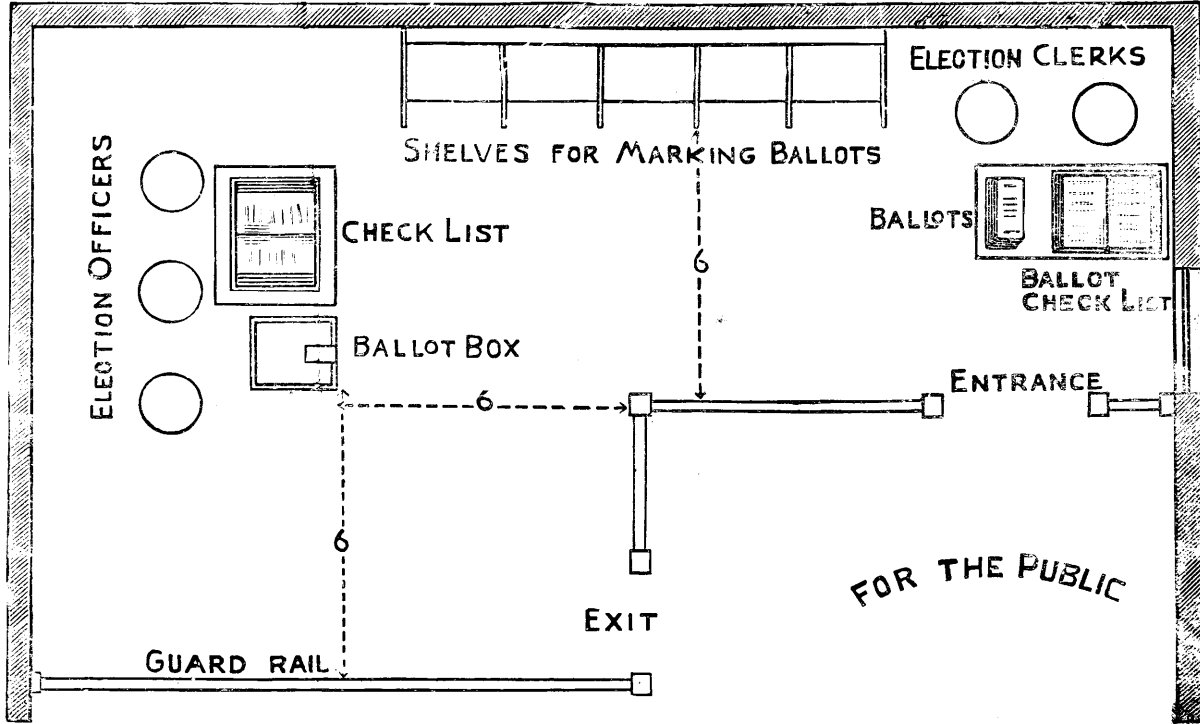 ELECTION CLERKS
SHELVES FOR MARKING BALLOTS
ELECTION OFFICERS
CHECK LIST
BALLOTS
6
BALLOT
CHECK LIST
BALLOT BOX
ENTRANCE
6
6
FOR THE PUBLIC
EXIT
GUARD RAIL